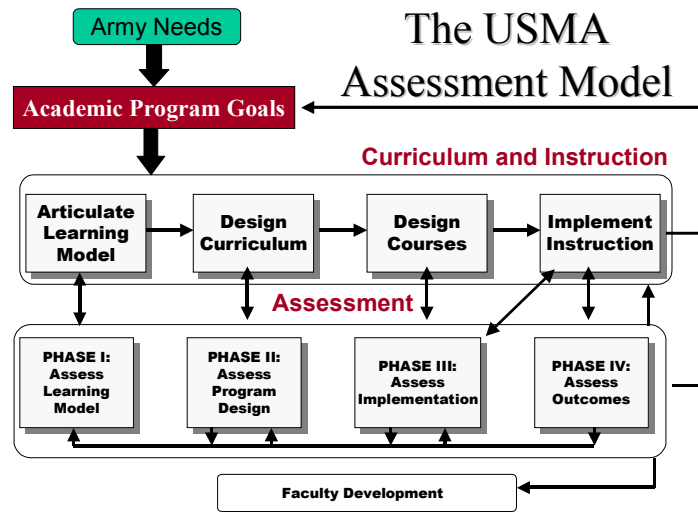 Army Needs
The USMA
Assessment Model
Academic Program Goals
Curriculum and Instruction
Articulate
Learning
Model
Design
Curriculum
Design
Courses
Implement
Instruction
Assessment
PHASE I:
Assess
Learning
Model
PHASE II:
Assess
Program
Design
PHASE III:
Assess
Implementation
PHASE IV:
Assess
Outcomes
Faculty Development